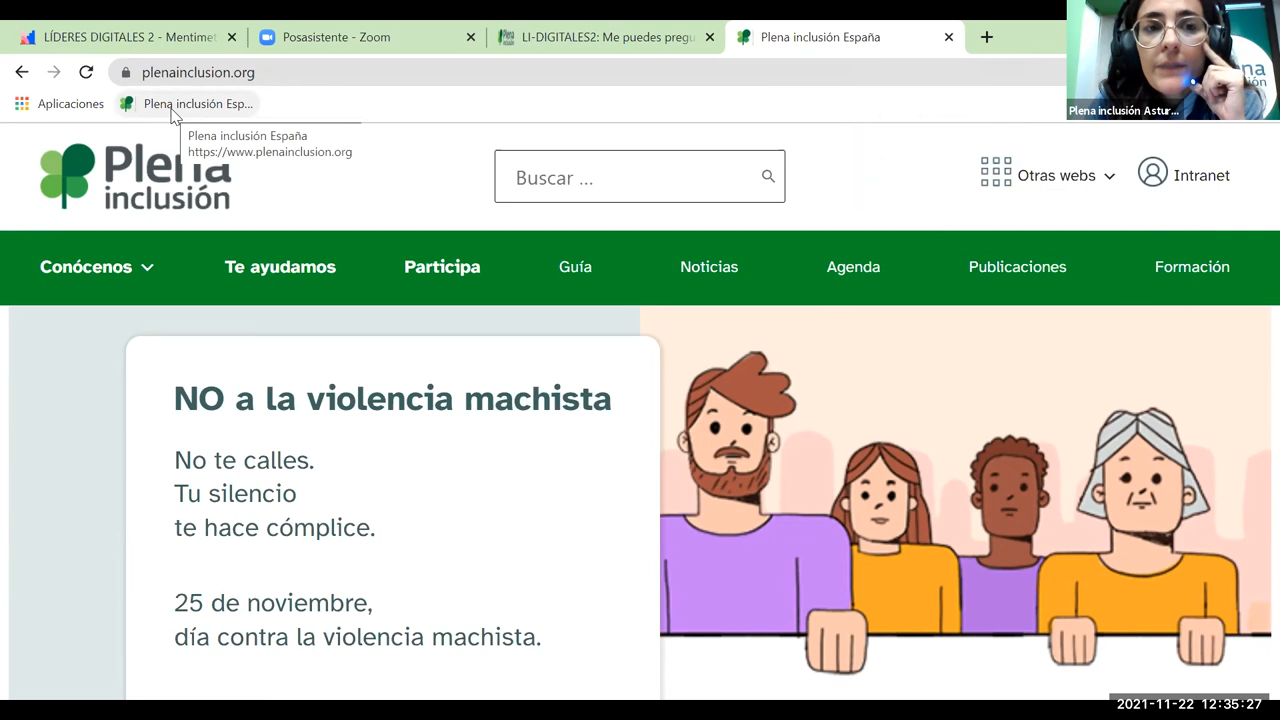 LÍDERES DIGITALES 2 - Mentimet
Posasistente - Zoom
LI-DIGITALES2: Me puedes pregu
Plena inclusión España
plenainclusion.org
Aplicaciones
Plena inclusión Esp...
Plena inclusión España
https://www.plenainclusion.org
Plena inclusión Astur...
Plena
inclusión
Buscar ...
Otras webs
Intranet
Conócenos
Te ayudamos
Participa
Guía
Noticias
Agenda
Publicaciones
Formación
NO a la violencia machista
No te calles.
Tu silencio
te hace cómplice.
25 de noviembre,
día contra la violencia machista.
2021-11-22 12:35:27